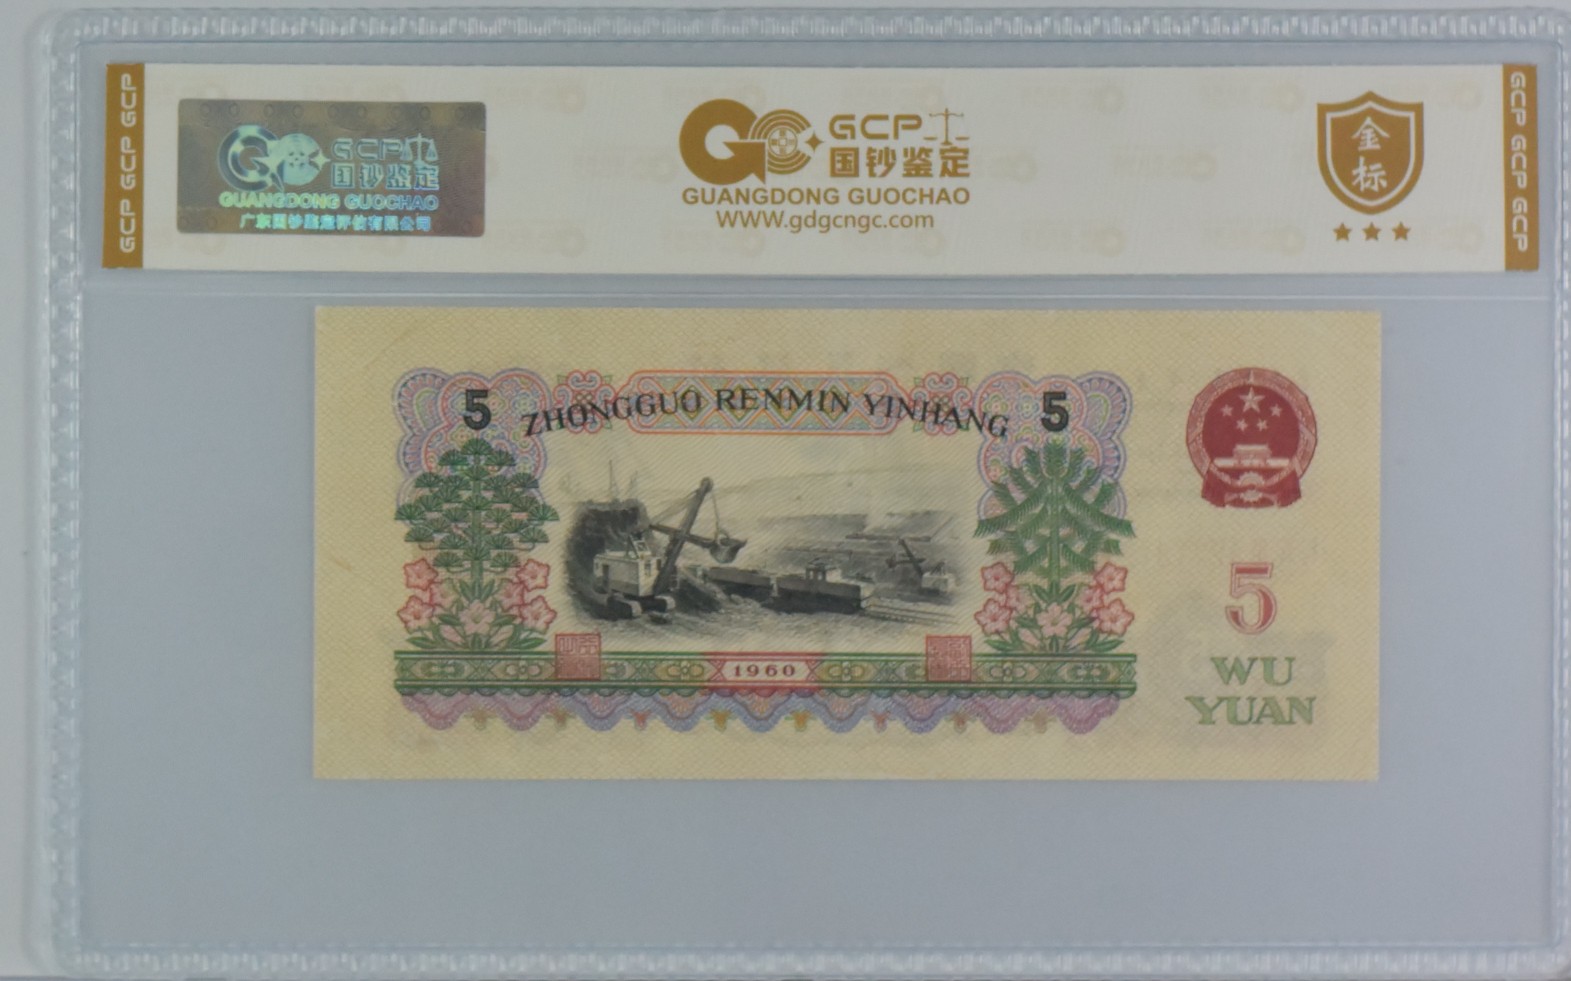 GCP GCP GCP
GCP
国钞鉴定
GUANGDONG GUOCHAO
广东国钞鉴定评估有限公司
GCP
国钞鉴定
GUANGDONG GUOCHAO
WWW.gdgcngc.com
金
标
GCP GCP GCP
5 ZHONGGUO RENMIN YINHANG 5
1960
5
WU
YUAN